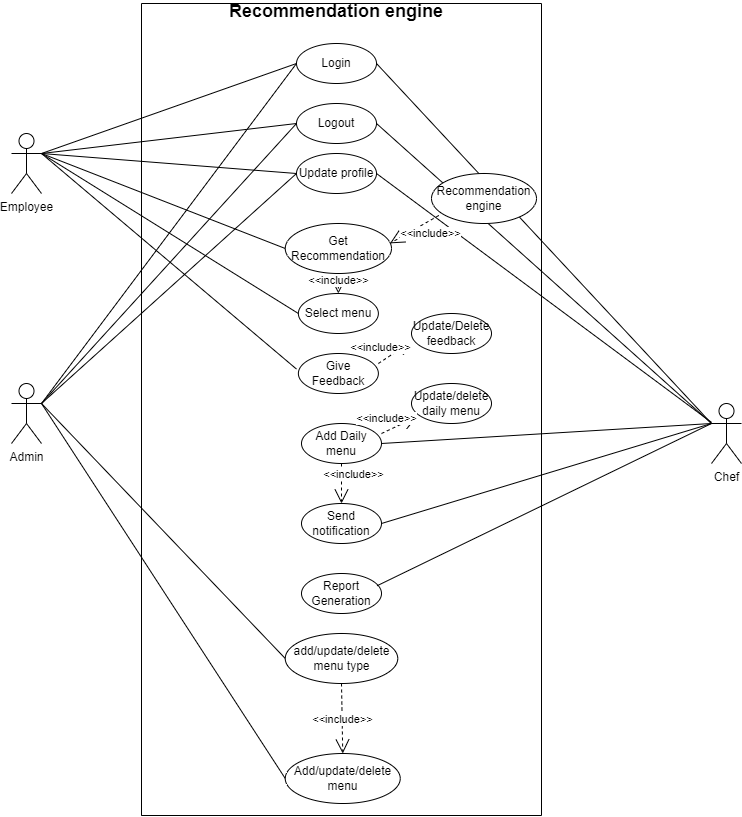 Recommendation engine
Login
Logout
Update profile
Recommendation
engine
Employee
<<include>>
Get
Recommendation
<<include>>
Select menu
Update/Delete
feedback
<<include>>
Give
Feedback
Update/delete
daily menu
<<include>>
Add Daily
menu
Admin
Chef
<<include>>
Send
notification
Report
Generation
add/update/delete
menu type
<<include>>
Add/update/delete
menu